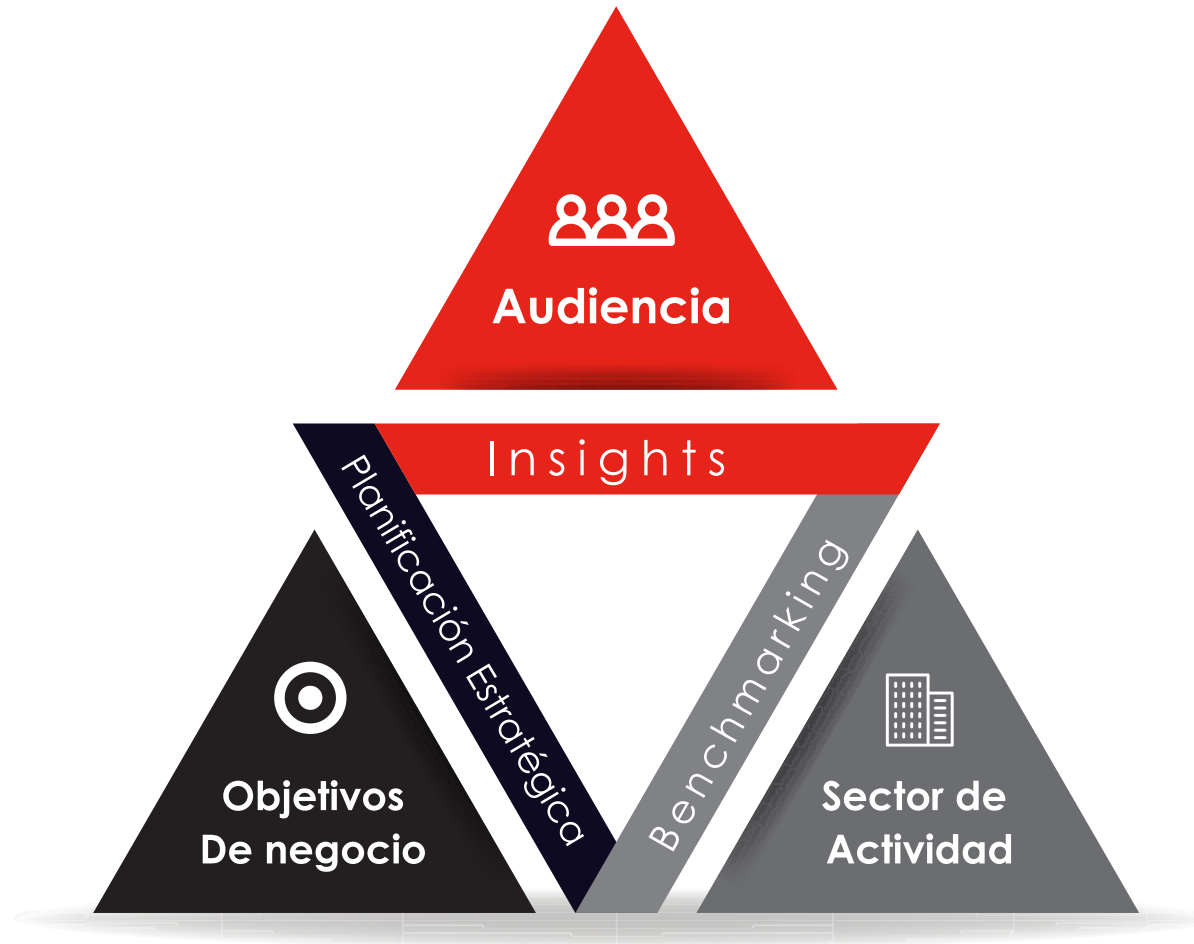 Audiencia
Insights
Planificación Estratégica
Benchmarking
Objetivos
De negocio
Sector de
Actividad